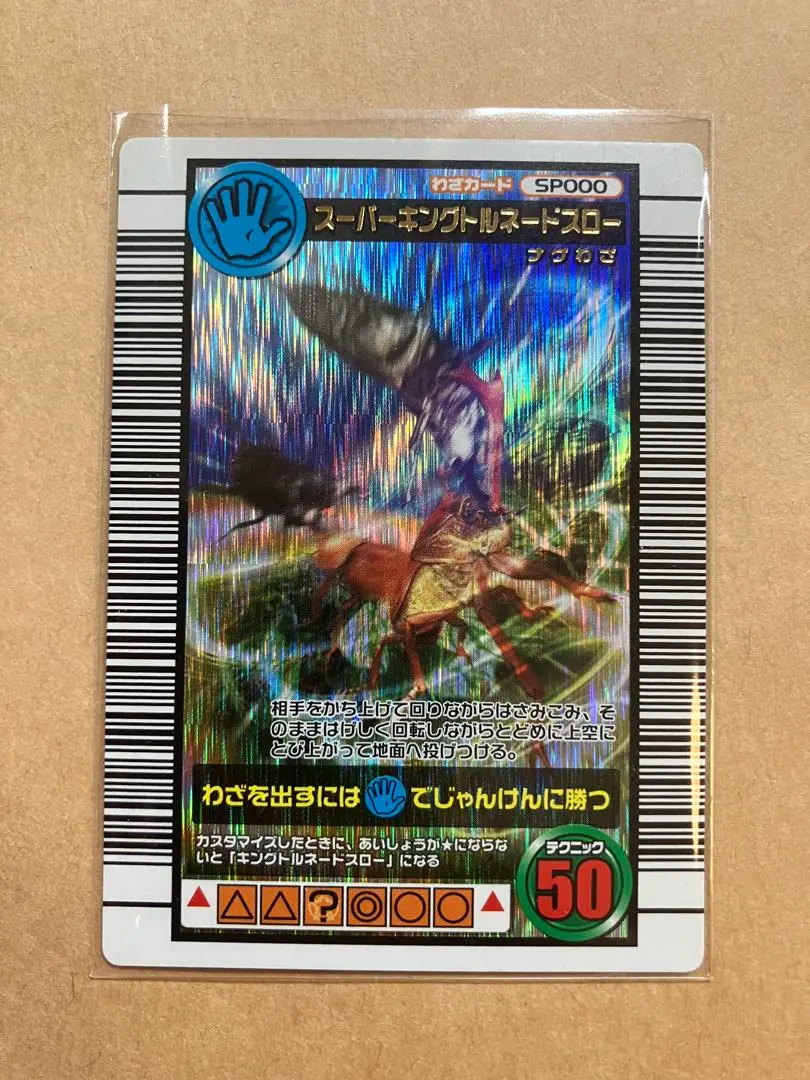 わざカード SP000
スーパーキングトルネードスロー
ナゲわざ
相手をかち上げて回りながらはさみこみ、そ
のままはげしく回転しながらとどめに上空に
とび上がって地面へ投げつける。
わざを出すには でじゃんけんに勝つ
カスタマイズしたときに、あいしょうが★にならな
いと「キングトルネードスロー」になる
テクニック
50
▲ △ △ ? ◎ ○ ○ ▲